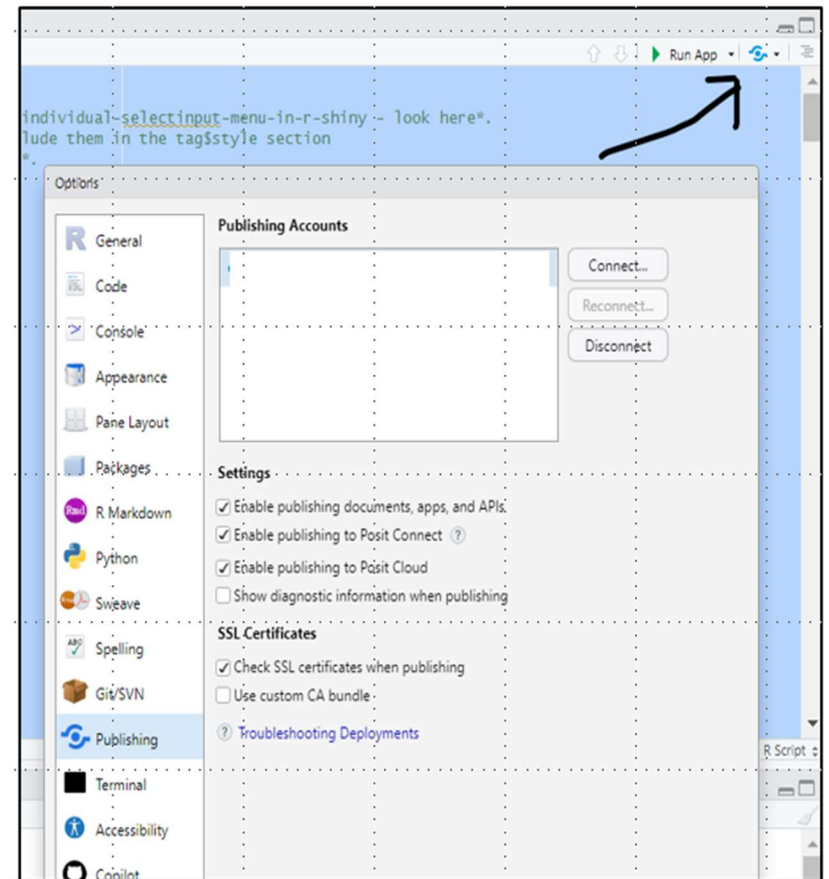 Run App
individual-selectinput-menu-in-r-shiny - look here*.
lude them in the tag$style section
*.
Options
R General
Code
Console
Appearance
Pane Layout
Packages
Rmd R Markdown
Python
Sweave
ABC Spelling
Git/SVN
Publishing
Terminal
Accessibility
Copilot
Publishing Accounts
Connect...
Reconnect...
Disconnect
Settings
Enable publishing documents, apps, and APIs
Enable publishing to Posit Connect ?
Enable publishing to Posit Cloud
Show diagnostic information when publishing
SSL Certificates
Check SSL certificates when publishing
Use custom CA bundle
? Troubleshooting Deployments
R Script